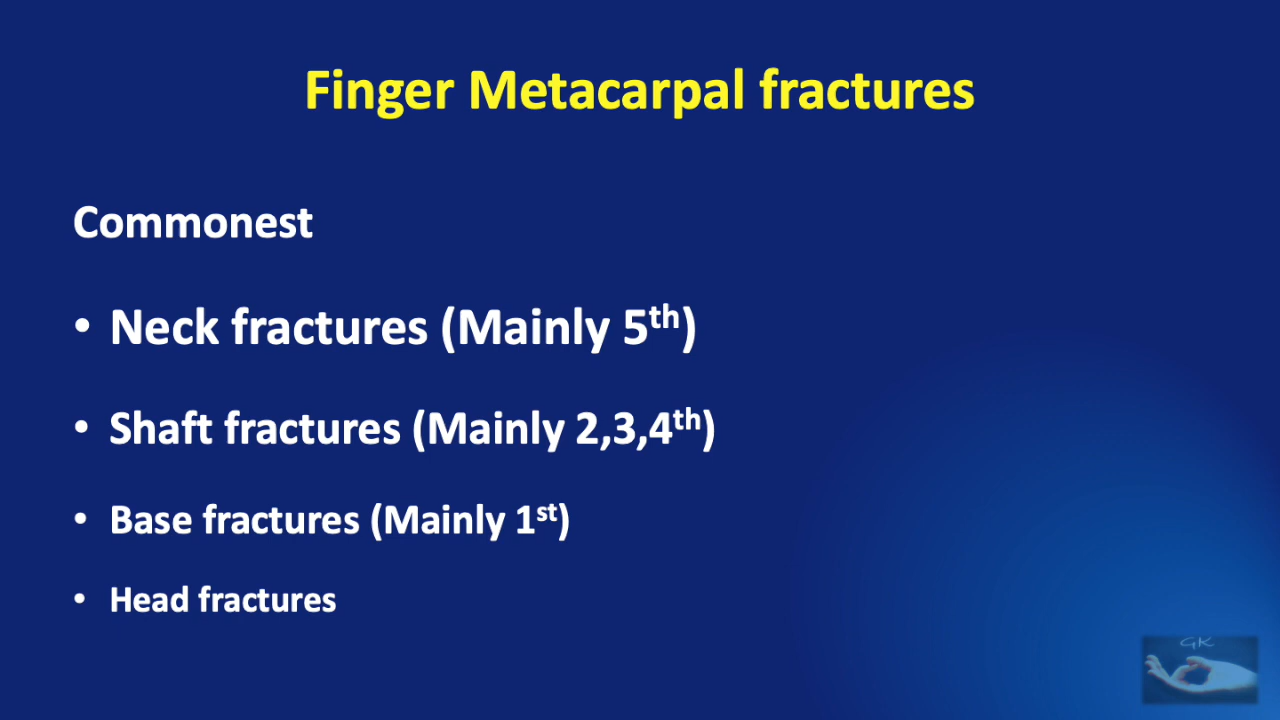 Finger Metacarpal fractures
Commonest
• Neck fractures (Mainly 5th)
• Shaft fractures (Mainly 2,3,4th)
• Base fractures (Mainly 1st)
• Head fractures
GK